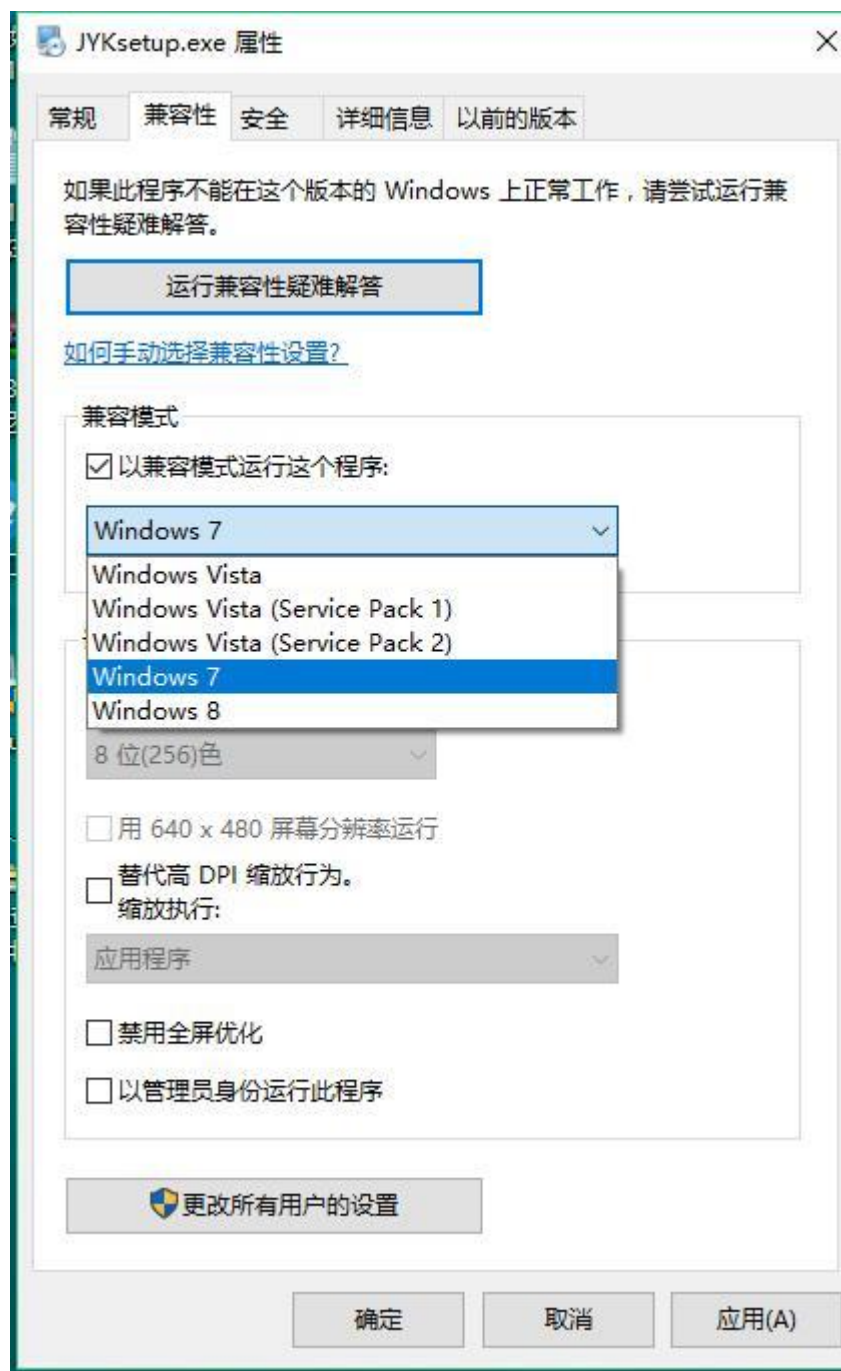 JYKsetup.exe 属性
常规
兼容性
安全
详细信息
以前的版本
如果此程序不能在这个版本的 Windows 上正常工作，请尝试运行兼
容性疑难解答。
运行兼容性疑难解答
如何手动选择兼容性设置?
兼容模式
以兼容模式运行这个程序:
Windows 7
Windows Vista
Windows Vista (Service Pack 1)
Windows Vista (Service Pack 2)
Windows 7
Windows 8
8 位(256)色
用 640 x 480 屏幕分辨率运行
替代高 DPI 缩放行为。
缩放执行:
应用程序
禁用全屏优化
以管理员身份运行此程序
更改所有用户的设置
确定
取消
应用(A)